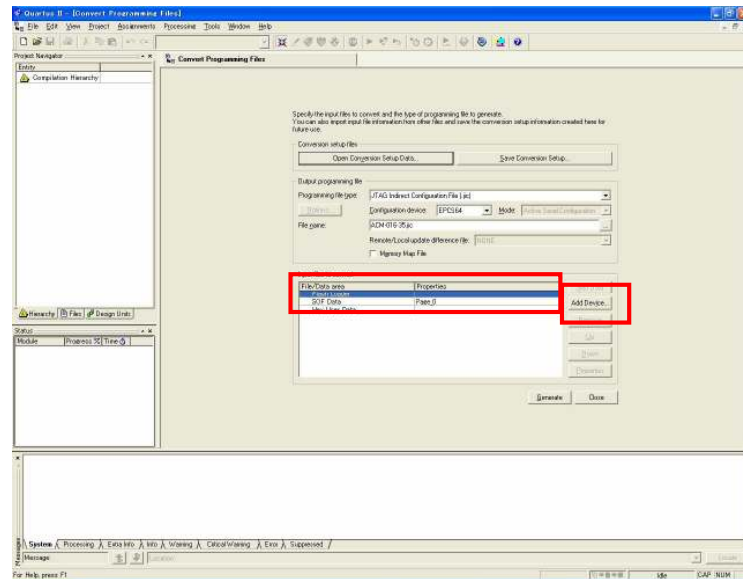 Quartus II - [Convert Programming Files]
File Edit View Project Assignments Processing Tools Window Help
Project Navigator
Entity
Compilation Hierarchy
Hierarchy Files Design Units
Status
Module Progress % Time
Convert Programming Files
Specify the input files to convert and the type of programming file to generate.
You can also import input file information from other files and save the conversion setup information created here for
future use.
Conversion setup files
Open Conversion Setup Data... Save Conversion Setup...
Output programming file
Programming file type: JTAG Indirect Configuration File (.jic)
Configuration device: EPCS64 Mode: Active Serial Configuration
File name: ACM-016-35.jic ...
Remote/Local update difference file: NONE
Memory Map File
File/Data area Properties
SOF Data Page_0
Add Device...
Up
Down
Properties
Generate Close
System Processing Extra Info Info Warning Critical Warning Error Suppressed
Messages
Message: Location: Locate
For Help, press F1 Idle CAP NUM